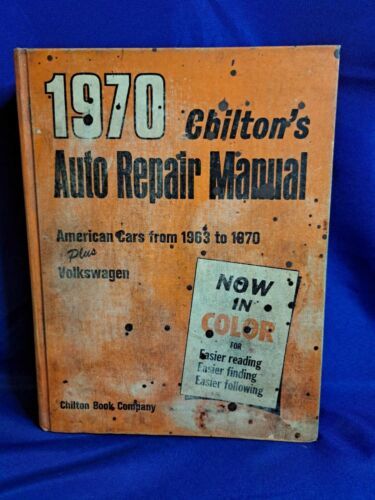 1970 Chilton's
Auto Repair Manual
American Cars from 1963 to 1970
Plus
Volkswagen
NOW
IN
COLOR
FOR
Easier reading
Easier finding
Easier following
Chilton Book Company